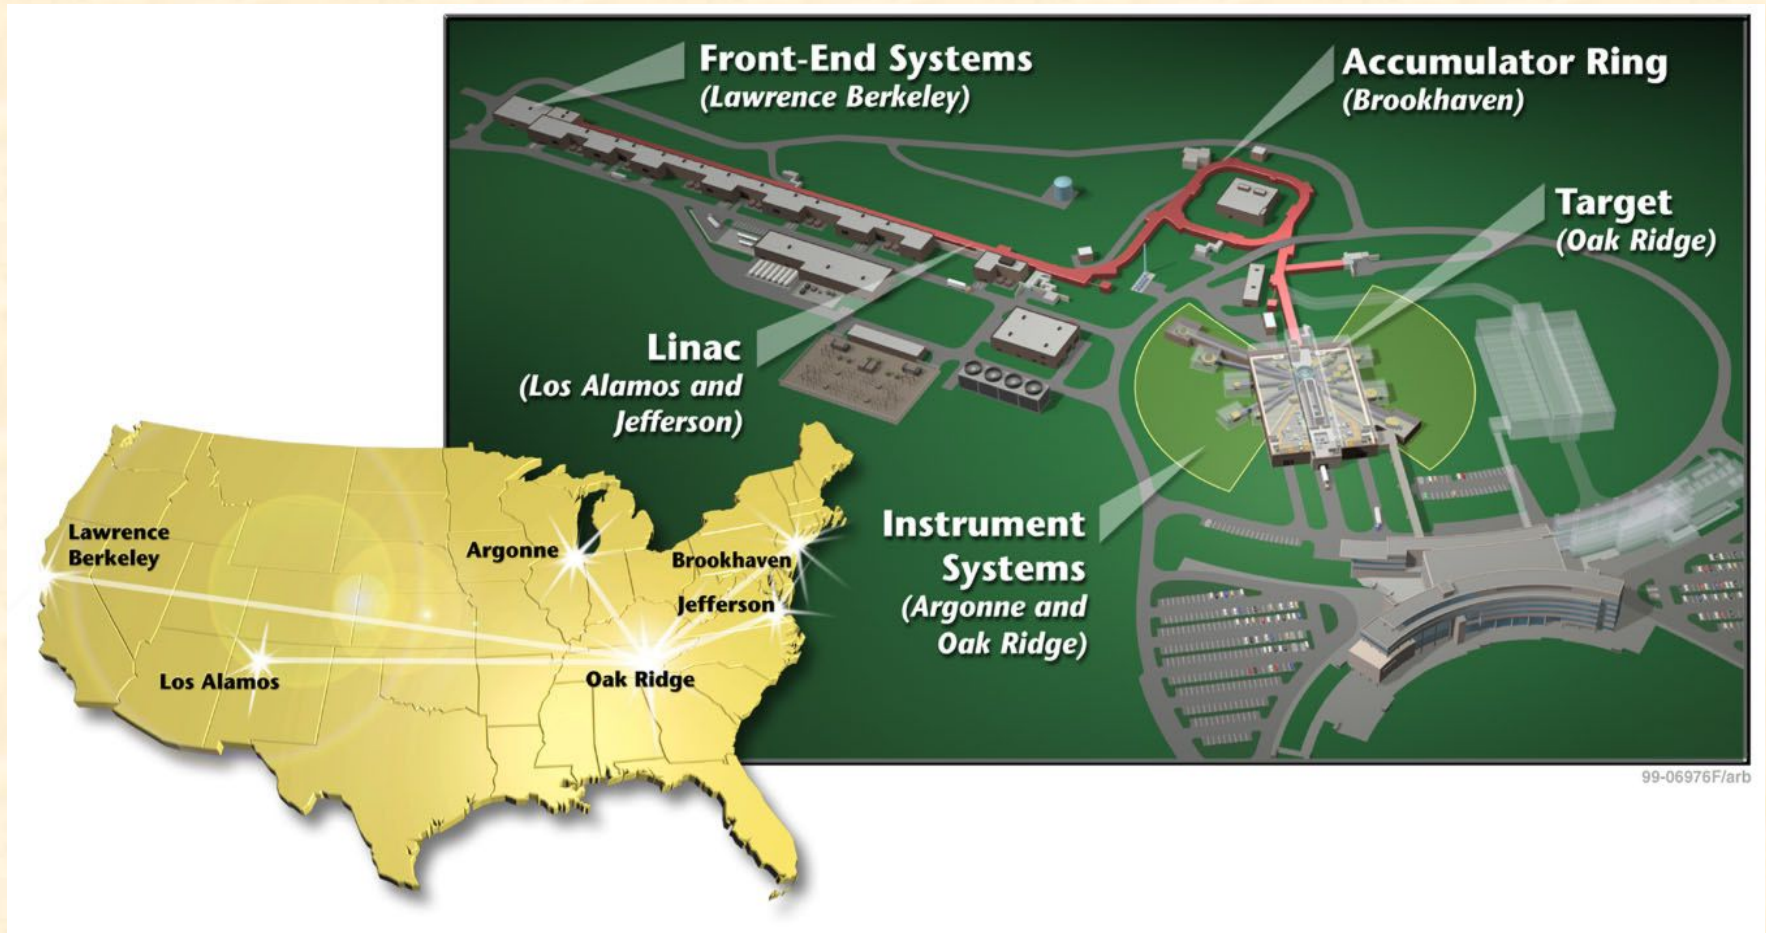 Front-End Systems
(Lawrence Berkeley)
Accumulator Ring
(Brookhaven)
Target
(Oak Ridge)
Linac
(Los Alamos and
Jefferson)
Instrument
Systems
(Argonne and
Oak Ridge)
Lawrence
Berkeley
Argonne
Brookhaven
Jefferson
Los Alamos
Oak Ridge
99-06976F/arb